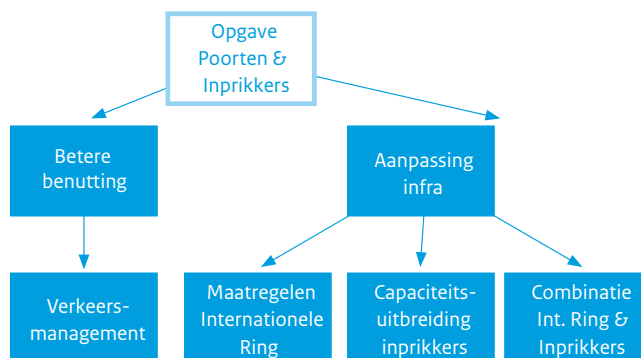 Opgave
Poorten &
Inprikkers
Betere
benutting
Aanpassing
infra
Verkeers-
management
Maatregelen
Internationele
Ring
Capaciteits-
uitbreiding
inprikkers
Combinatie
Int. Ring &
Inprikkers